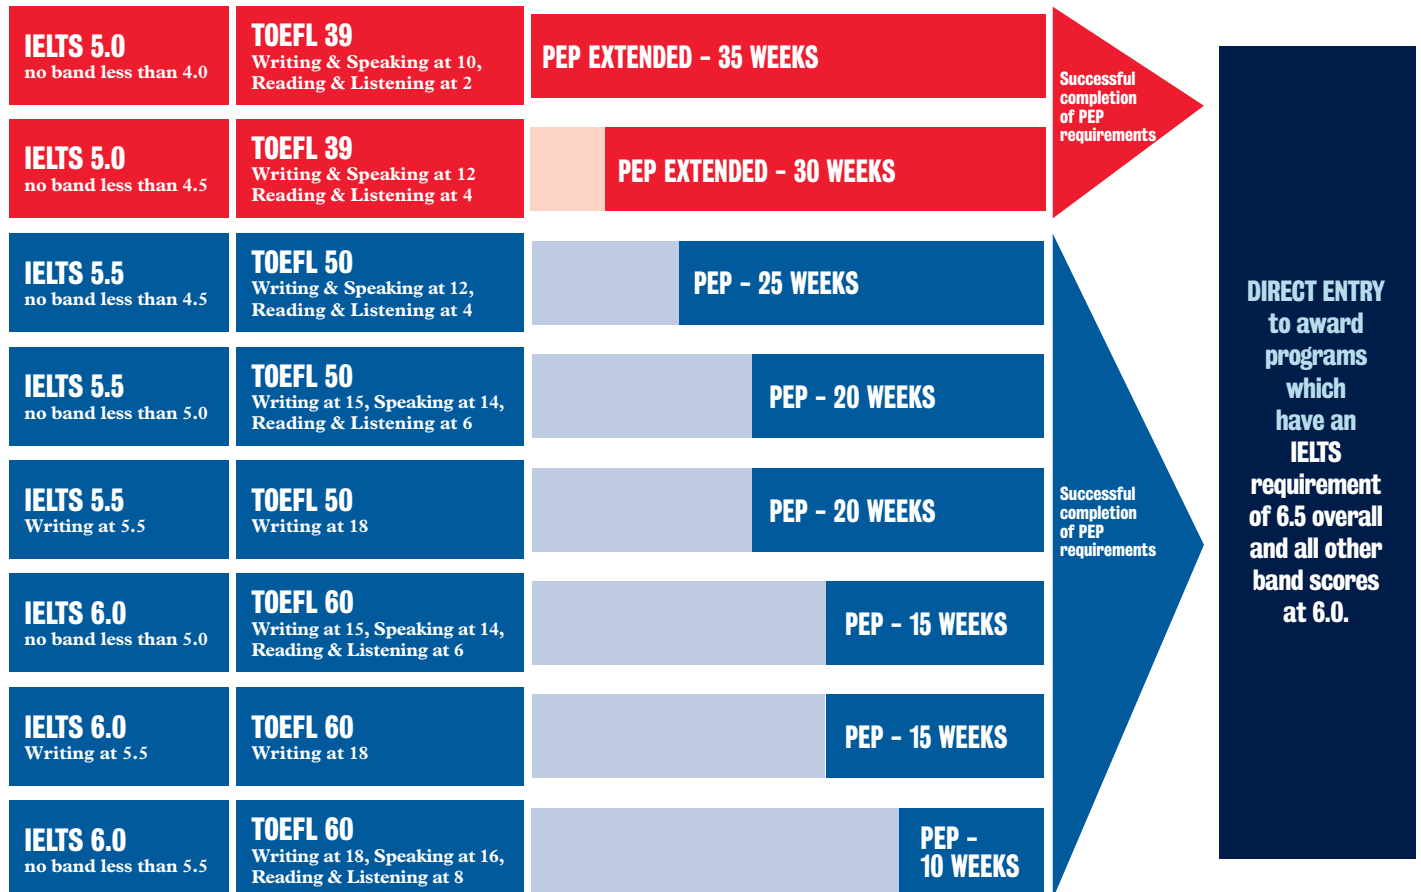 IELTS 5.0
no band less than 4.0
TOEFL 39
Writing & Speaking at 10,
Reading & Listening at 2
PEP EXTENDED – 35 WEEKS
IELTS 5.0
no band less than 4.5
TOEFL 39
Writing & Speaking at 12
Reading & Listening at 4
PEP EXTENDED – 30 WEEKS
Successful
completion
of PEP
requirements
IELTS 5.5
no band less than 4.5
TOEFL 50
Writing & Speaking at 12,
Reading & Listening at 4
PEP – 25 WEEKS
IELTS 5.5
no band less than 5.0
TOEFL 50
Writing at 15, Speaking at 14,
Reading & Listening at 6
PEP – 20 WEEKS
IELTS 5.5
Writing at 5.5
TOEFL 50
Writing at 18
PEP – 20 WEEKS
IELTS 6.0
no band less than 5.0
TOEFL 60
Writing at 15, Speaking at 14,
Reading & Listening at 6
PEP – 15 WEEKS
IELTS 6.0
Writing at 5.5
TOEFL 60
Writing at 18
PEP – 15 WEEKS
IELTS 6.0
no band less than 5.5
TOEFL 60
Writing at 18, Speaking at 16,
Reading & Listening at 8
PEP –
10 WEEKS
Successful
completion
of PEP
requirements
DIRECT ENTRY
to award
programs
which
have an
IELTS
requirement
of 6.5 overall
and all other
band scores
at 6.0.